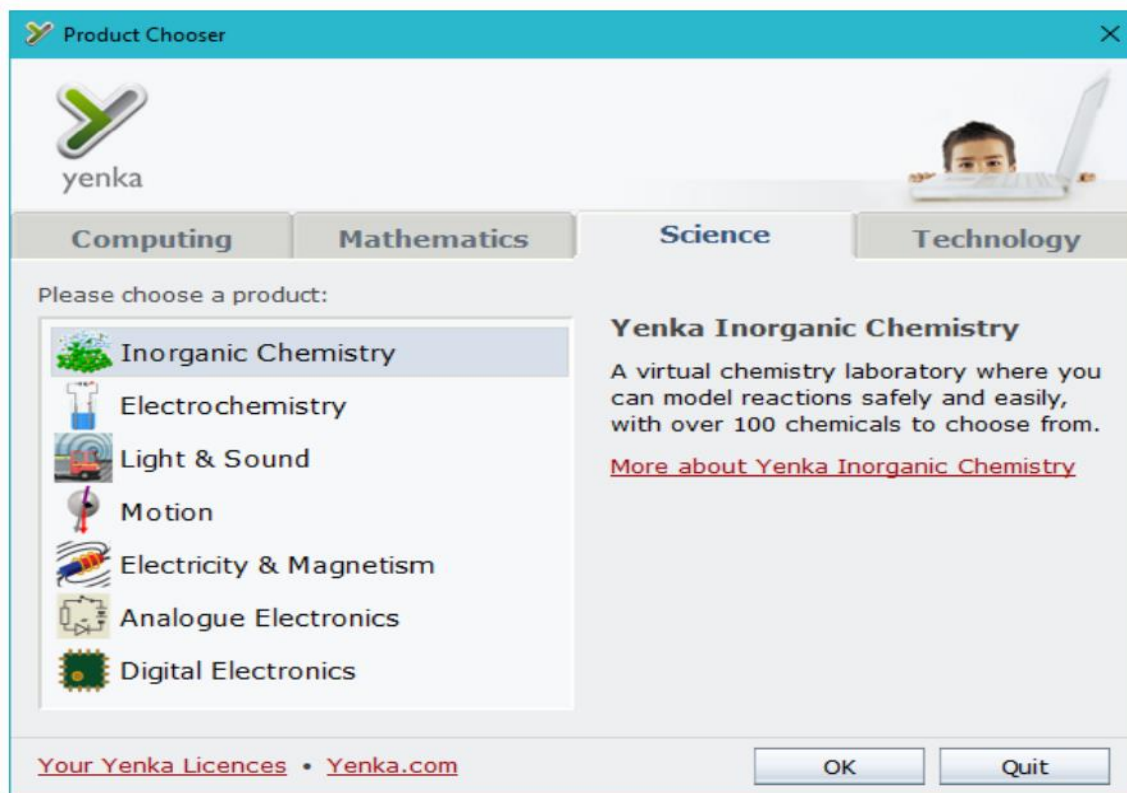 Product Chooser
yenka
Computing
Mathematics
Science
Technology
Please choose a product:
Inorganic Chemistry
Electrochemistry
Light & Sound
Motion
Electricity & Magnetism
Analogue Electronics
Digital Electronics
Yenka Inorganic Chemistry
A virtual chemistry laboratory where you
can model reactions safely and easily,
with over 100 chemicals to choose from.
More about Yenka Inorganic Chemistry
Your Yenka Licences • Yenka.com
OK
Quit